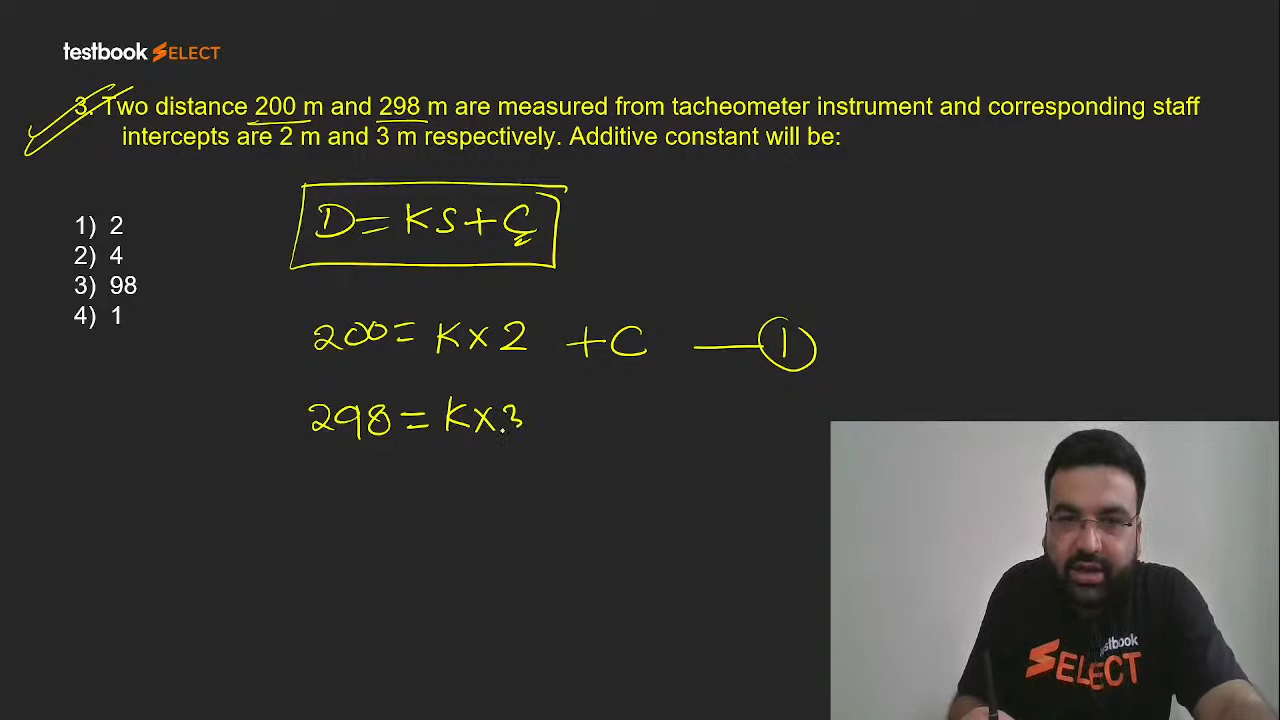 testbook SELECT
3. Two distance 200 m and 298 m are measured from tacheometer instrument and corresponding staff
intercepts are 2 m and 3 m respectively. Additive constant will be:
D=KS+C
1) 2
2) 4
3) 98
4) 1
200= K×2 +C — 1
298= K×3
testbook
SELECT